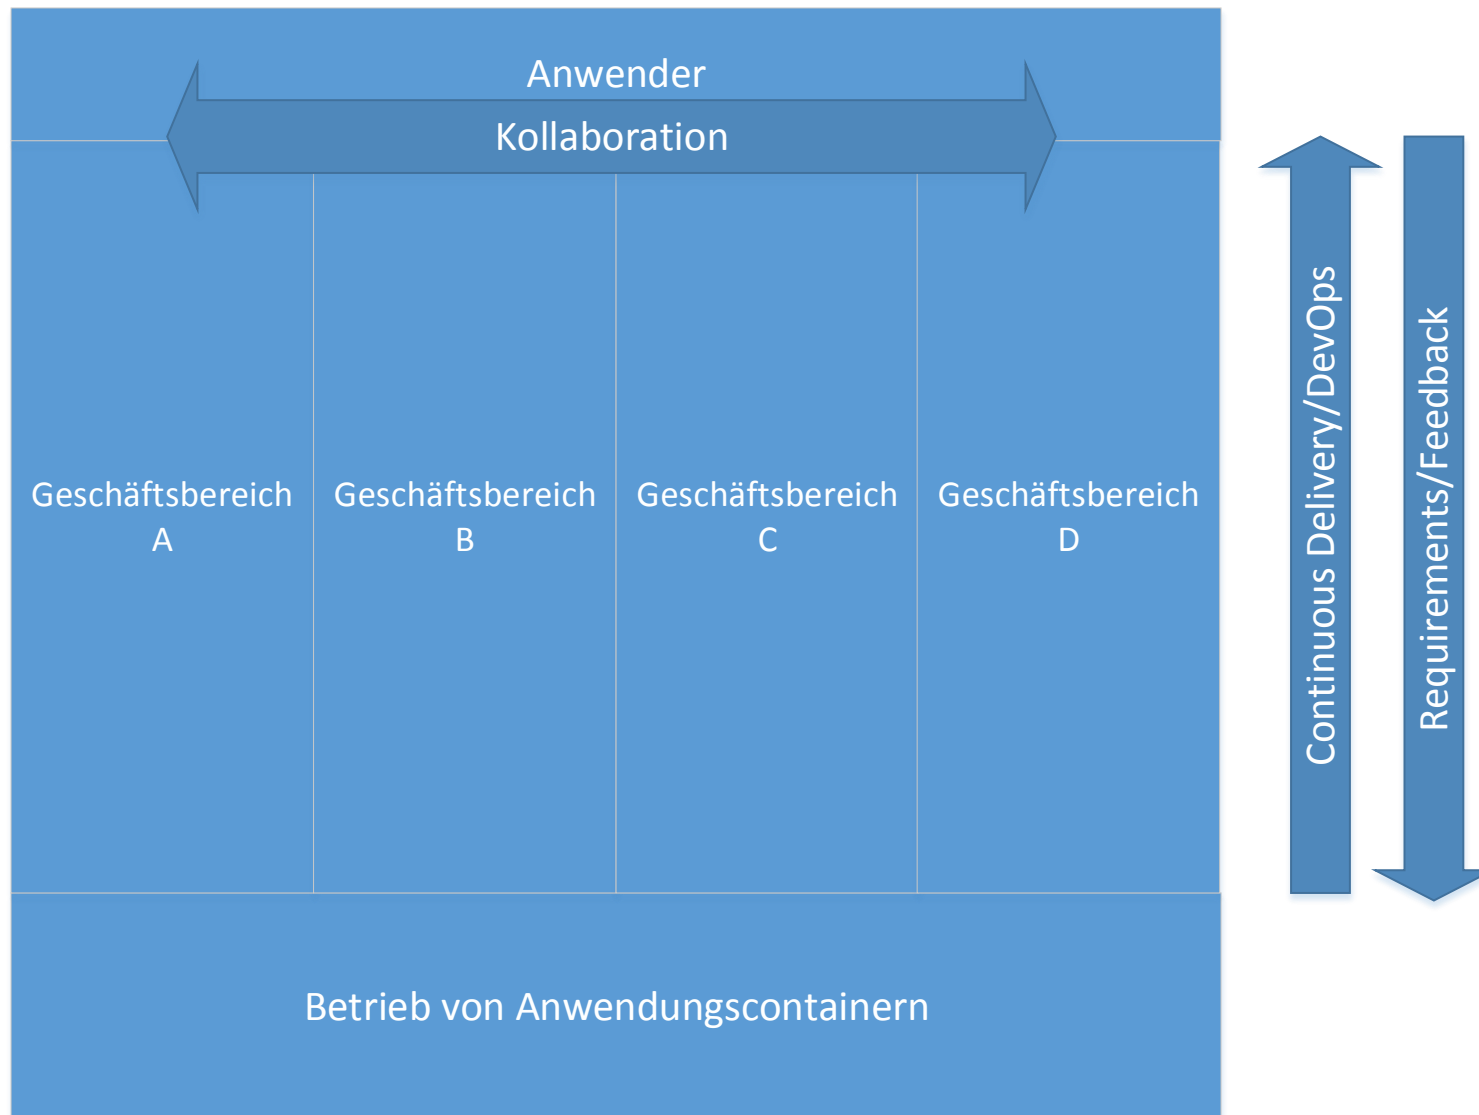 Anwender
Kollaboration
Geschäftsbereich
A
Geschäftsbereich
B
Geschäftsbereich
C
Geschäftsbereich
D
Continuous Delivery/DevOps
Requirements/Feedback
Betrieb von Anwendungscontainern